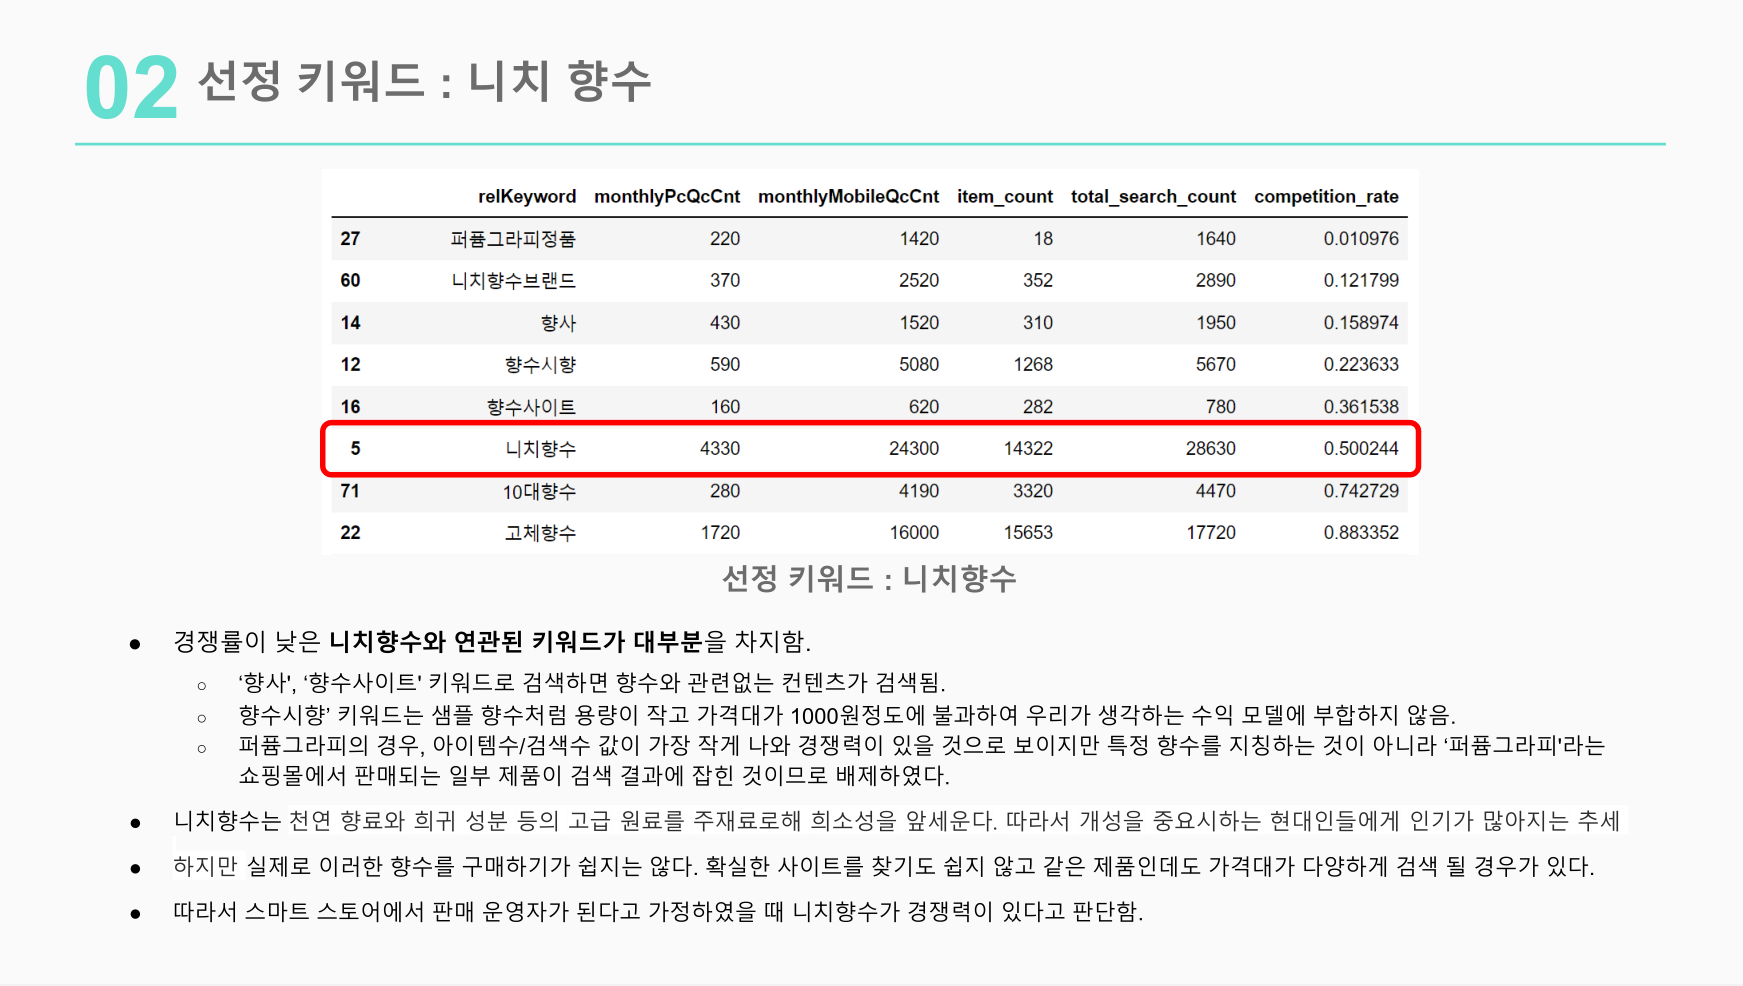 02 선정 키워드 : 니치 향수
relKeyword monthlyPcQcCnt monthlyMobileQcCnt item_count total_search_count competition_rate
27 퍼퓸그라피정품 220 1420 18 1640 0.010976
60 니치향수브랜드 370 2520 352 2890 0.121799
14 향사 430 1520 310 1950 0.158974
12 향수시향 590 5080 1268 5670 0.223633
16 향수사이트 160 620 282 780 0.361538
5 니치향수 4330 24300 14322 28630 0.500244
71 10대향수 280 4190 3320 4470 0.742729
22 고체향수 1720 16000 15653 17720 0.883352
선정 키워드 : 니치향수
● 경쟁률이 낮은 니치향수와 연관된 키워드가 대부분을 차지함.
○ ‘향사', ‘향수사이트' 키워드로 검색하면 향수와 관련없는 컨텐츠가 검색됨.
○ 향수시향’ 키워드는 샘플 향수처럼 용량이 작고 가격대가 1000원정도에 불과하여 우리가 생각하는 수익 모델에 부합하지 않음.
○ 퍼퓸그라피의 경우, 아이템수/검색수 값이 가장 작게 나와 경쟁력이 있을 것으로 보이지만 특정 향수를 지칭하는 것이 아니라 ‘퍼퓸그라피'라는
쇼핑몰에서 판매되는 일부 제품이 검색 결과에 잡힌 것이므로 배제하였다.
● 니치향수는 천연 향료와 희귀 성분 등의 고급 원료를 주재료로해 희소성을 앞세운다. 따라서 개성을 중요시하는 현대인들에게 인기가 많아지는 추세
● 하지만 실제로 이러한 향수를 구매하기가 쉽지는 않다. 확실한 사이트를 찾기도 쉽지 않고 같은 제품인데도 가격대가 다양하게 검색 될 경우가 있다.
● 따라서 스마트 스토어에서 판매 운영자가 된다고 가정하였을 때 니치향수가 경쟁력이 있다고 판단함.